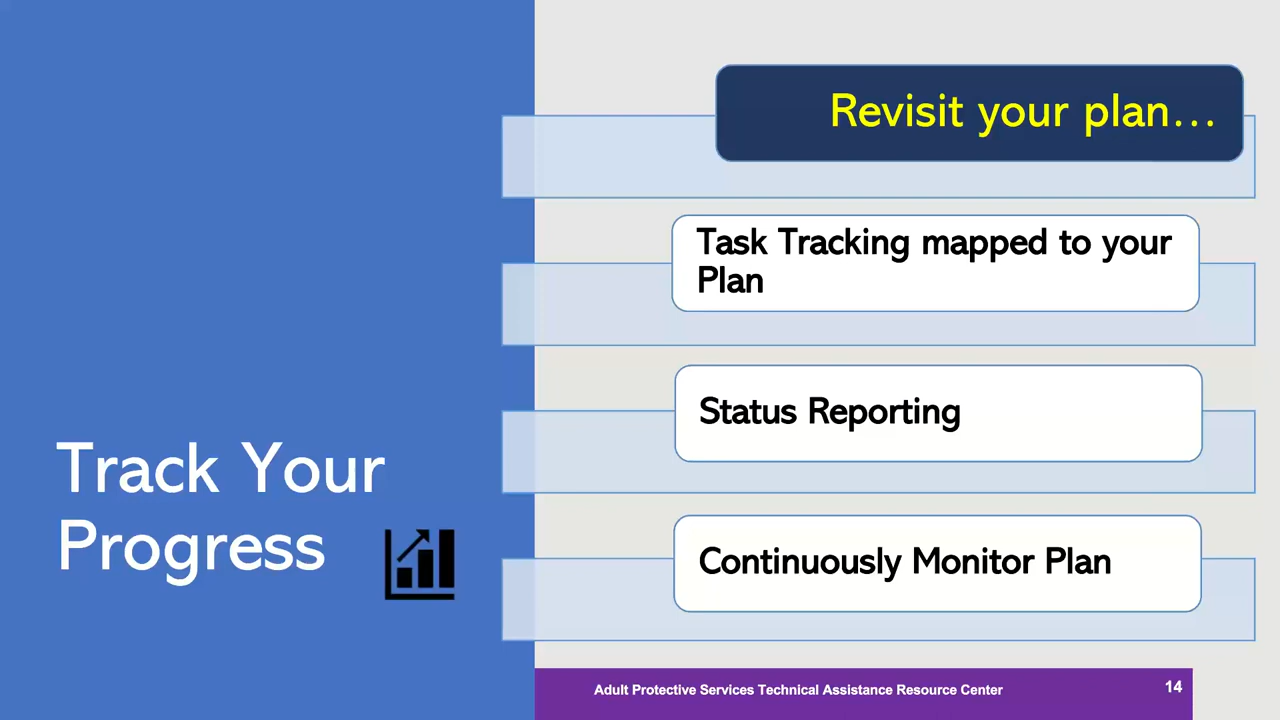 Track Your
Progress
Revisit your plan...
Task Tracking mapped to your
Plan
Status Reporting
Continuously Monitor Plan
Adult Protective Services Technical Assistance Resource Center
14